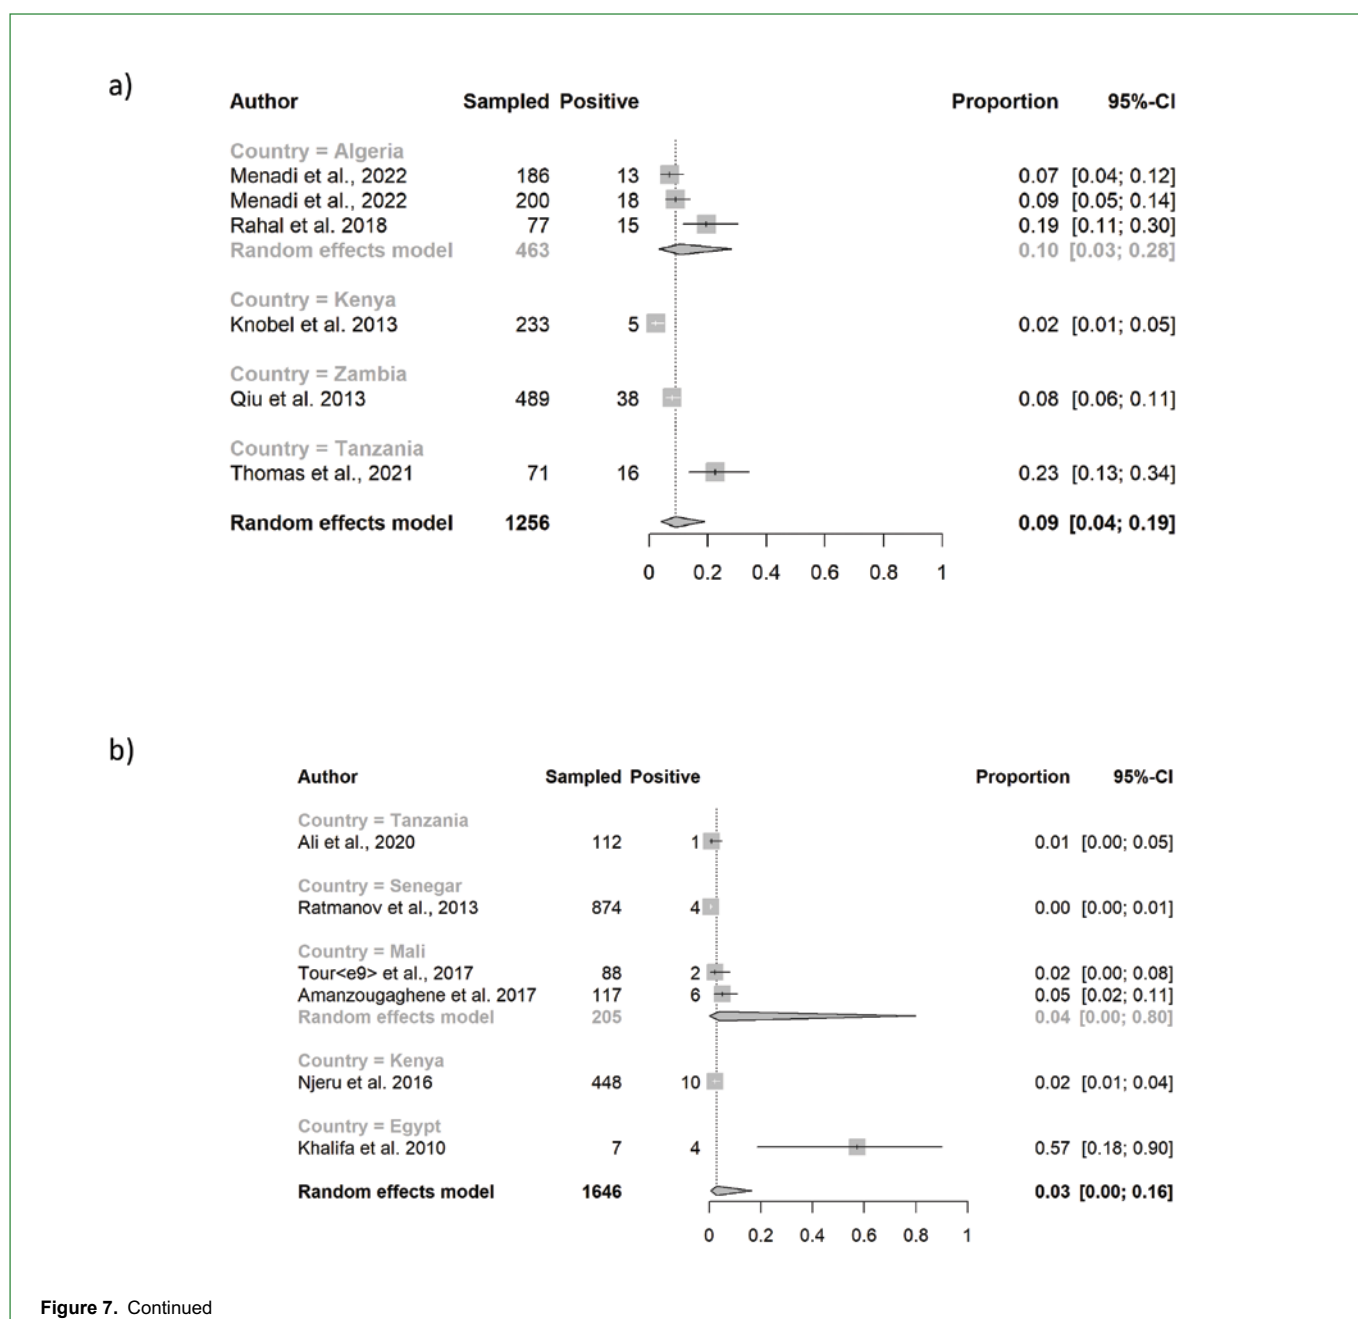 a)
Author Sampled Positive Proportion 95%-CI
Country = Algeria
Menadi et al., 2022 186 13 0.07 [0.04; 0.12]
Menadi et al., 2022 200 18 0.09 [0.05; 0.14]
Rahal et al. 2018 77 15 0.19 [0.11; 0.30]
Random effects model 463 0.10 [0.03; 0.28]
Country = Kenya
Knobel et al. 2013 233 5 0.02 [0.01; 0.05]
Country = Zambia
Qiu et al. 2013 489 38 0.08 [0.06; 0.11]
Country = Tanzania
Thomas et al., 2021 71 16 0.23 [0.13; 0.34]
Random effects model 1256 0.09 [0.04; 0.19]
0 0.2 0.4 0.6 0.8 1
b)
Author Sampled Positive Proportion 95%-CI
Country = Tanzania
Ali et al., 2020 112 1 0.01 [0.00; 0.05]
Country = Senegar
Ratmanov et al., 2013 874 4 0.00 [0.00; 0.01]
Country = Mali
Tour<e9> et al., 2017 88 2 0.02 [0.00; 0.08]
Amanzougaghene et al. 2017 117 6 0.05 [0.02; 0.11]
Random effects model 205 0.04 [0.00; 0.80]
Country = Kenya
Njeru et al. 2016 448 10 0.02 [0.01; 0.04]
Country = Egypt
Khalifa et al. 2010 7 4 0.57 [0.18; 0.90]
Random effects model 1646 0.03 [0.00; 0.16]
0 0.2 0.4 0.6 0.8 1
Figure 7. Continued